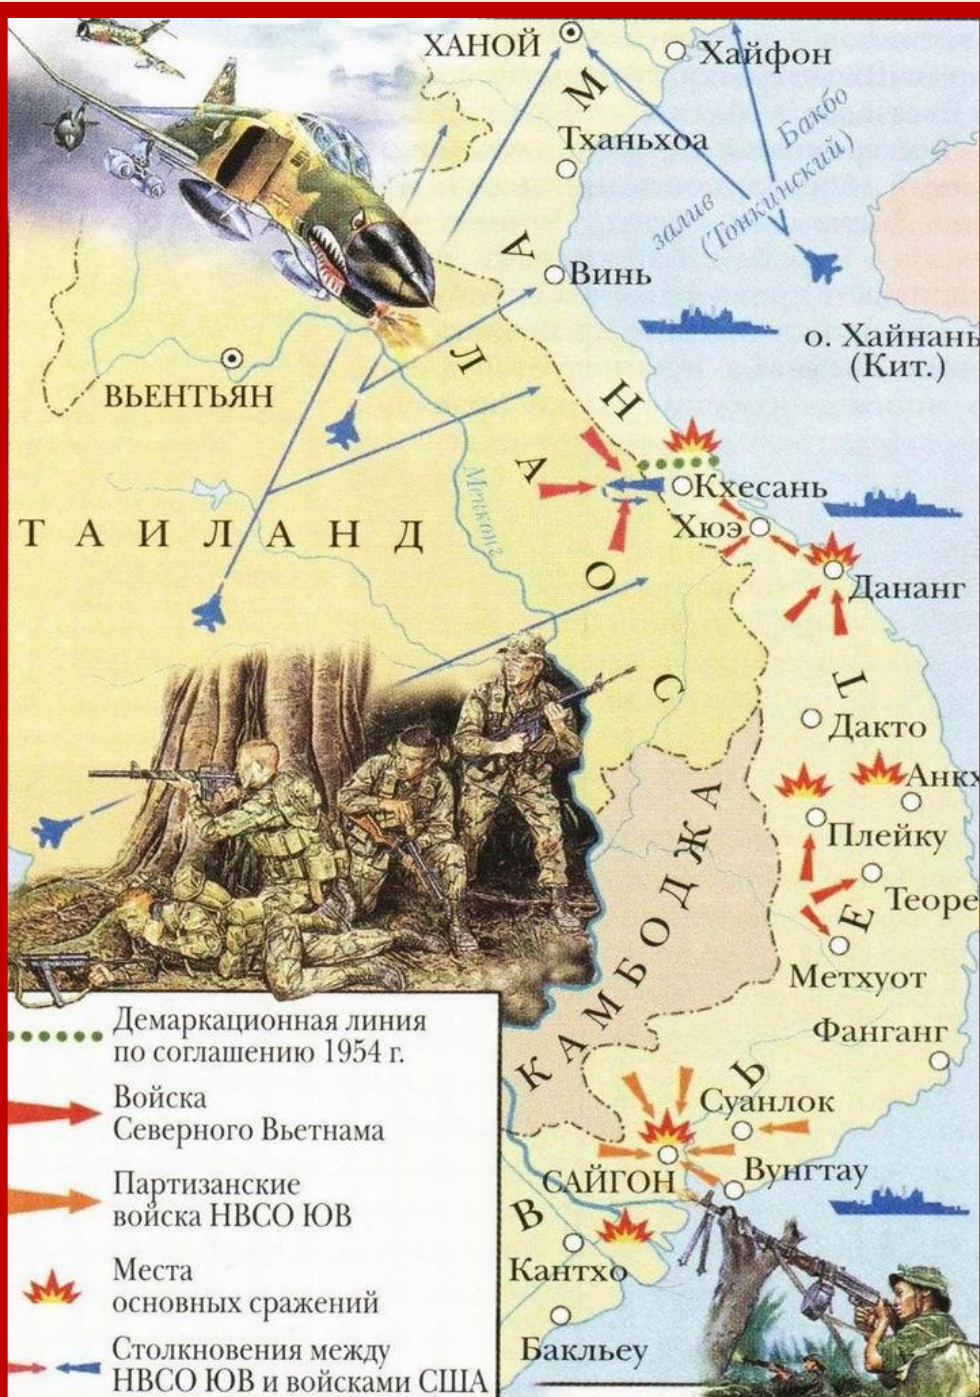 ХАНОЙ
Хайфон
Тханьхоа
залив Бакбо
(Тонкинский)
Винь
о. Хайнань
(Кит.)
ВЬЕНТЬЯН
Меконг
Кхесань
Хюэ
ТАИЛАНД
Дананг
ЛАОС
Дакто
Анкх
Плейку
Теоре
Метхуот
КАМБОДЖА
Фанганг
Суанлок
САЙГОН
Вунгтау
ВЬЕТНАМ
Кантхо
Бакльеу
Демаркационная линия
по соглашению 1954 г.
Войска
Северного Вьетнама
Партизанские
войска НВСО ЮВ
Места
основных сражений
Столкновения между
НВСО ЮВ и войсками США